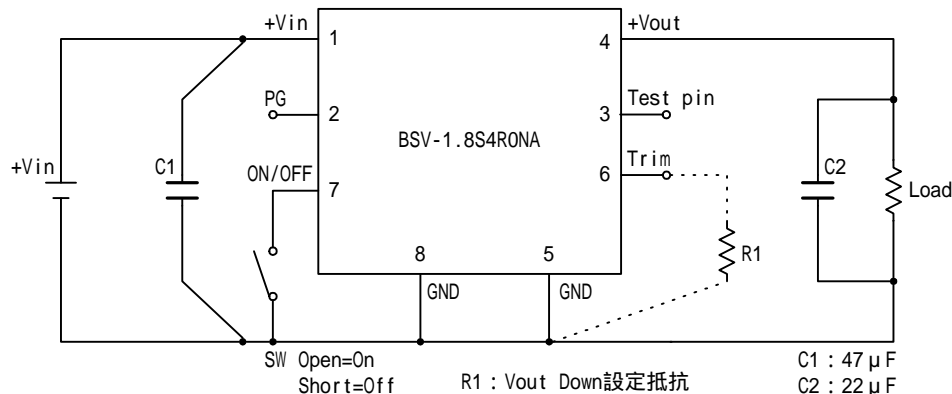 +Vin
1
4
+Vout
PG
2
3
Test pin
BSV-1.8S4R0NA
+Vin
C1
ON/OFF
7
6
Trim
C2
Load
8
5
R1
GND
GND
SW Open=On
Short=Off
R1：Vout Down設定抵抗
C1：47μF
C2：22μF